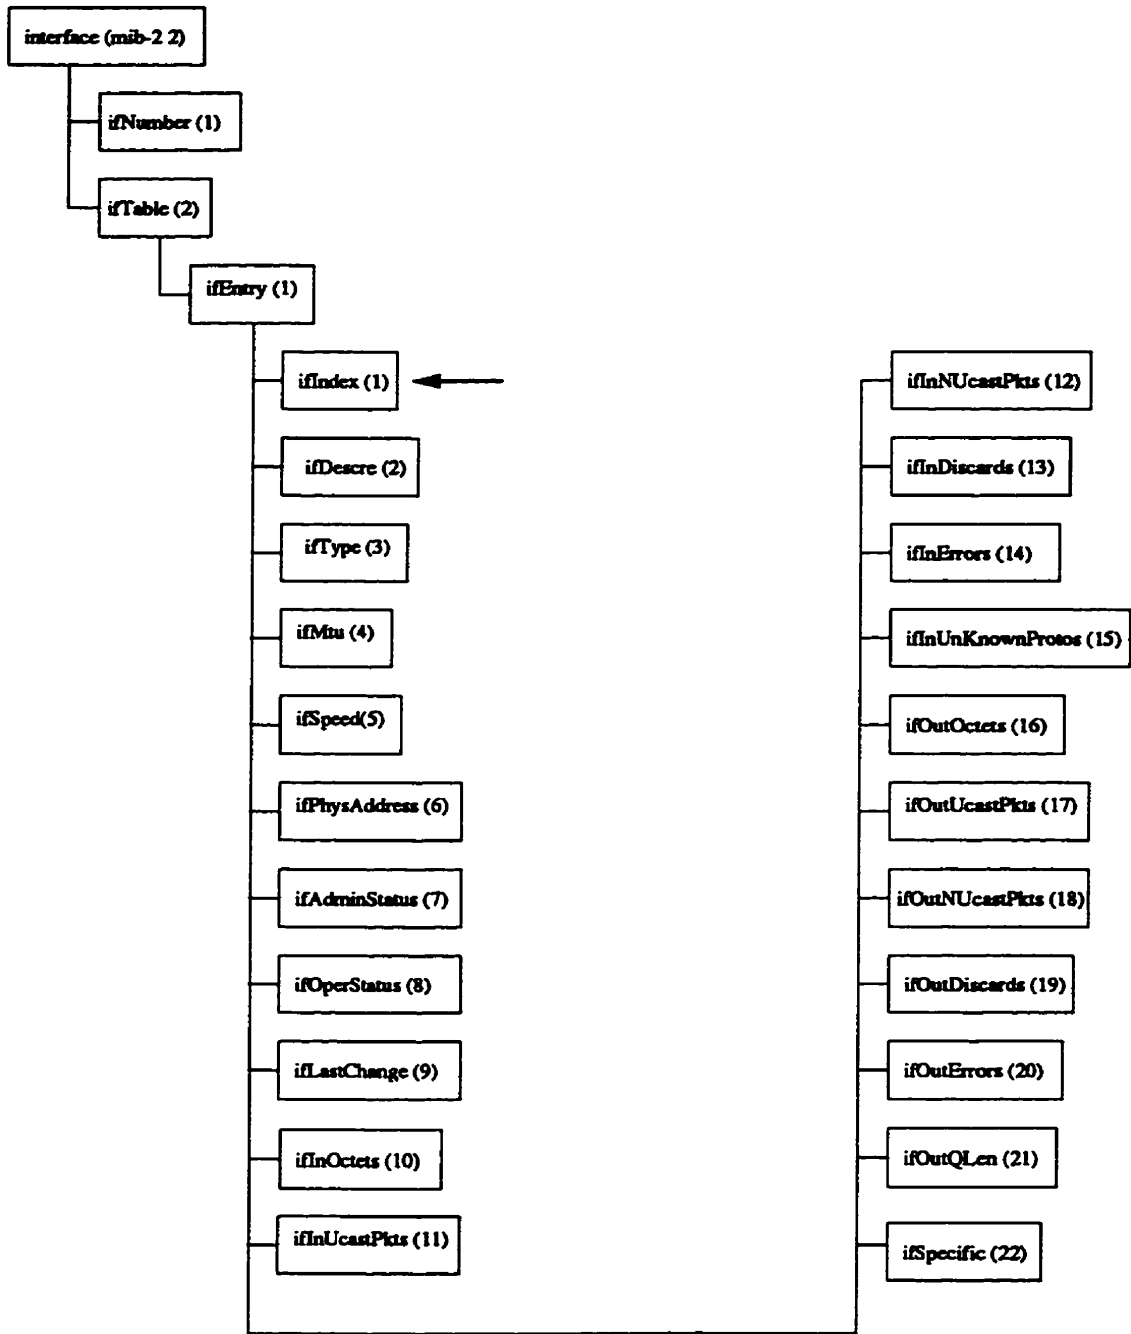 interface (mib-2 2)
ifNumber (1)
ifTable (2)
ifEntry (1)
ifIndex (1)
ifDescre (2)
ifType (3)
ifMtu (4)
ifSpeed(5)
ifPhysAddress (6)
ifAdminStatus (7)
ifOperStatus (8)
ifLastChange (9)
ifInOctets (10)
ifInUcastPkts (11)
ifInNUcastPkts (12)
ifInDiscards (13)
ifInErrors (14)
ifInUnKnownProtos (15)
ifOutOctets (16)
ifOutUcastPkts (17)
ifOutNUcastPkts (18)
ifOutDiscards (19)
ifOutErrors (20)
ifOutQLen (21)
ifSpecific (22)